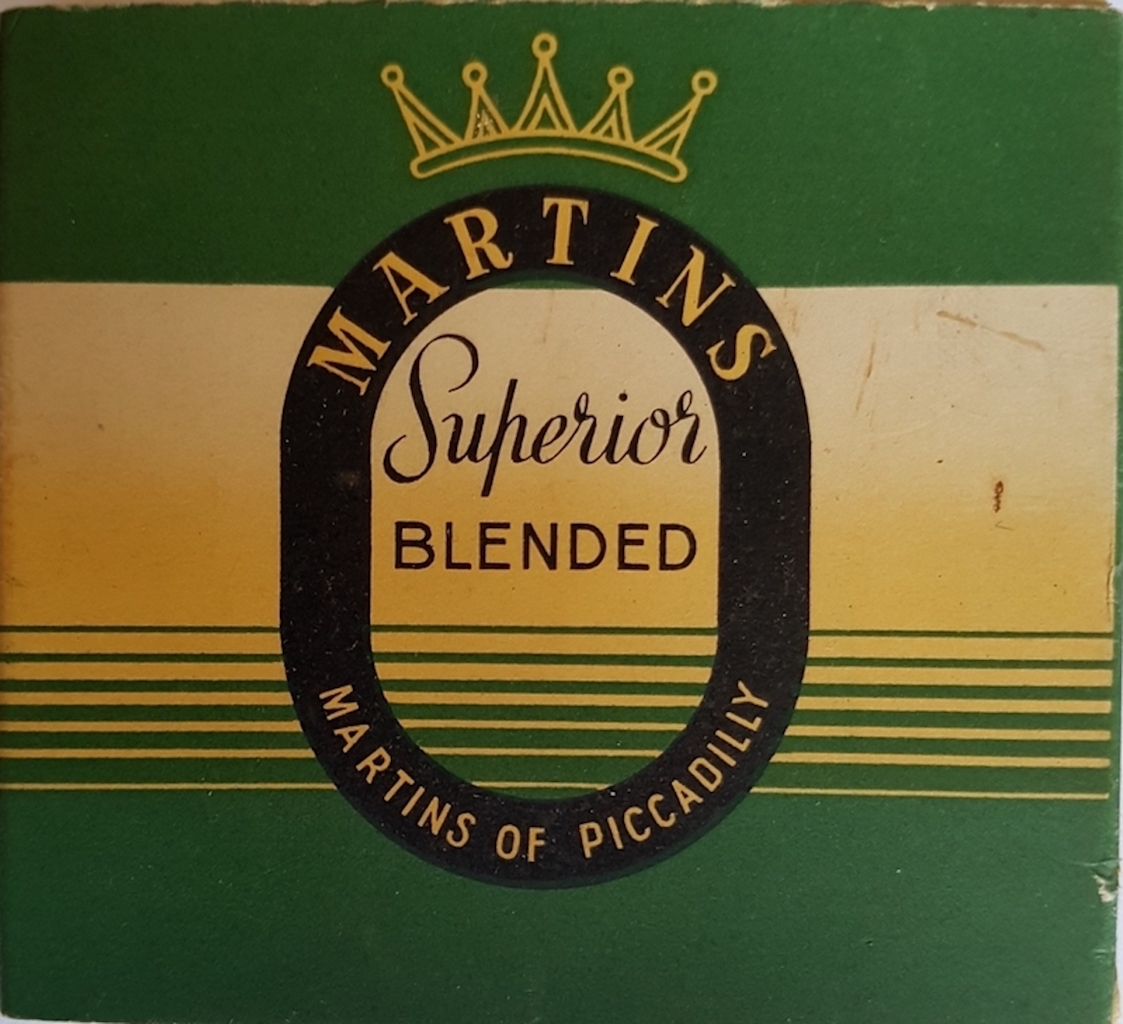 MARTINS
Superior
BLENDED
MARTINS OF PICCADILLY